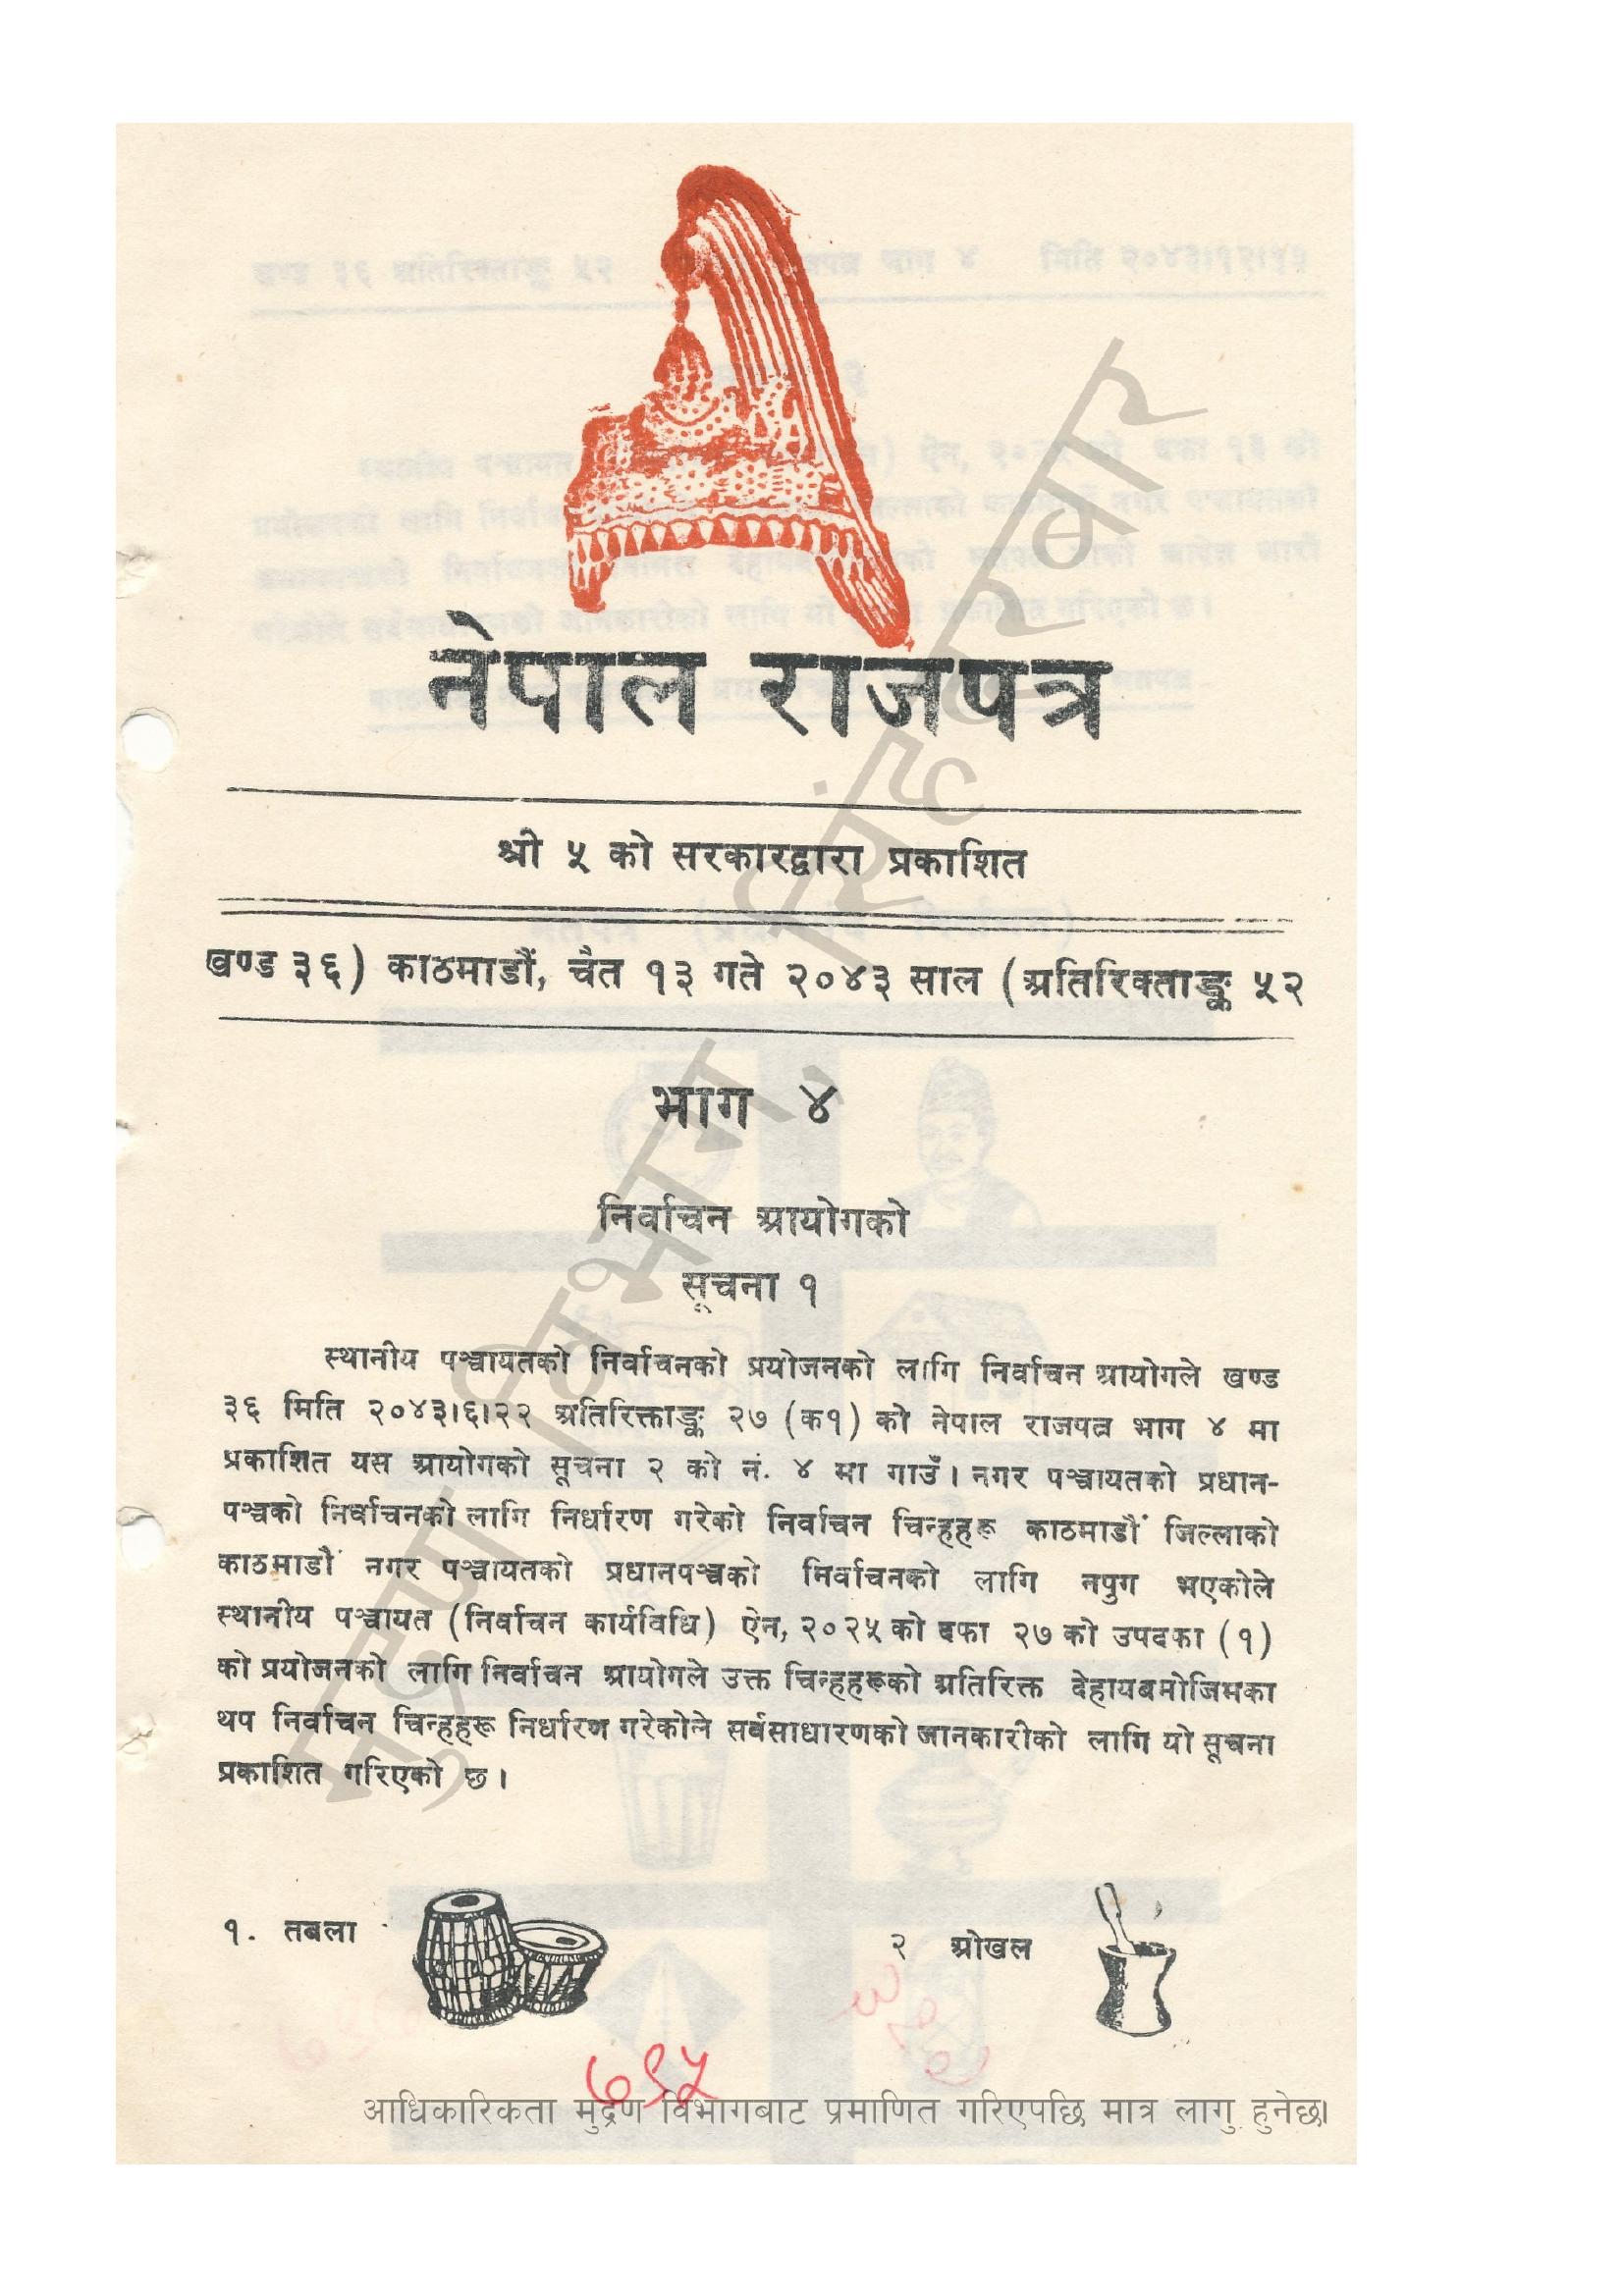 नेपाल राजपत्र
श्री ५ को सरकारद्वारा प्रकाशित
खण्ड ३६) काठमाडौं, चैत १३ गते २०४३ साल (अतिरिक्ताङ्क ५२
भाग ४
निर्वाचन आयोगको
सूचना १
स्थानीय पञ्चायतको निर्वाचनको प्रयोजनको लागि निर्वाचन आयोगले खण्ड
३६ मिति २०४३।६।२२ अतिरिक्ताङ्क २७ (क१) को नेपाल राजपत्र भाग ४ मा
प्रकाशित यस आयोगको सूचना २ को नं. ४ मा गाउँ । नगर पञ्चायतको प्रधान-
पञ्चको निर्वाचनको लागि निर्धारण गरेको निर्वाचन चिन्हहरू काठमाडौं जिल्लाको
काठमाडौं नगर पञ्चायतको प्रधानपञ्चको निर्वाचनको लागि नपुग भएकोले
स्थानीय पञ्चायत (निर्वाचन कार्यविधि) ऐन, २०२५ को दफा २७ को उपदफा (१)
को प्रयोजनको लागि निर्वाचन आयोगले उक्त चिन्हहरूको अतिरिक्त देहायबमोजिमका
थप निर्वाचन चिन्हहरू निर्धारण गरेकोले सर्वसाधारणको जानकारीको लागि यो सूचना
प्रकाशित गरिएको छ ।
१. तबला २ ओखल
७९५
आधिकारिकता मुद्रण विभागबाट प्रमाणित गरिएपछि मात्र लागु हुनेछ।
मुद्रण विभाग, सिंहदरबार